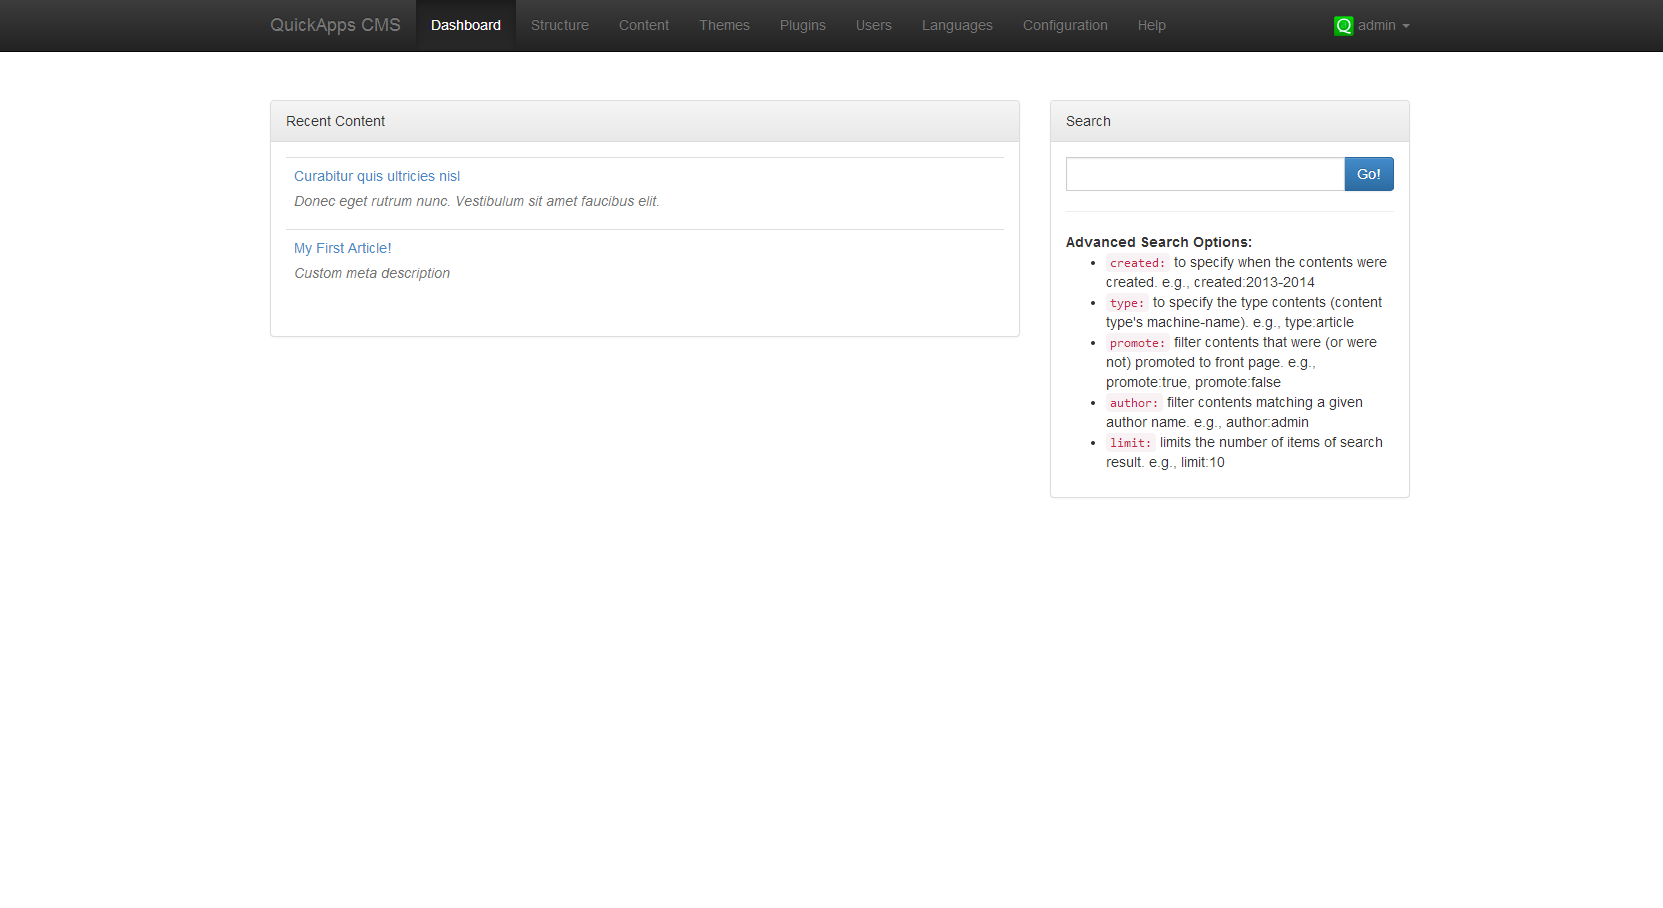 QuickApps CMS Dashboard Structure Content Themes Plugins Users Languages Configuration Help admin
Recent Content
Curabitur quis ultricies nisl
Donec eget rutrum nunc. Vestibulum sit amet faucibus elit.
My First Article!
Custom meta description
Search
Go!
Advanced Search Options:
• created: to specify when the contents were
created. e.g., created:2013-2014
• type: to specify the type contents (content
type's machine-name). e.g., type:article
• promote: filter contents that were (or were
not) promoted to front page. e.g.,
promote:true, promote:false
• author: filter contents matching a given
author name. e.g., author:admin
• limit: limits the number of items of search
result. e.g., limit:10